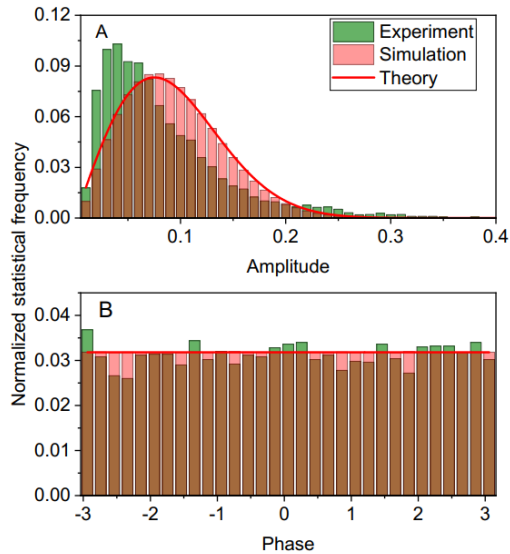 A
Experiment
Simulation
Theory
0.12
0.09
0.06
0.03
0.00
0.1 0.2 0.3 0.4
Amplitude
Normalized statistical frequency
B
0.04
0.03
0.02
0.01
0.00
-3 -2 -1 0 1 2 3
Phase